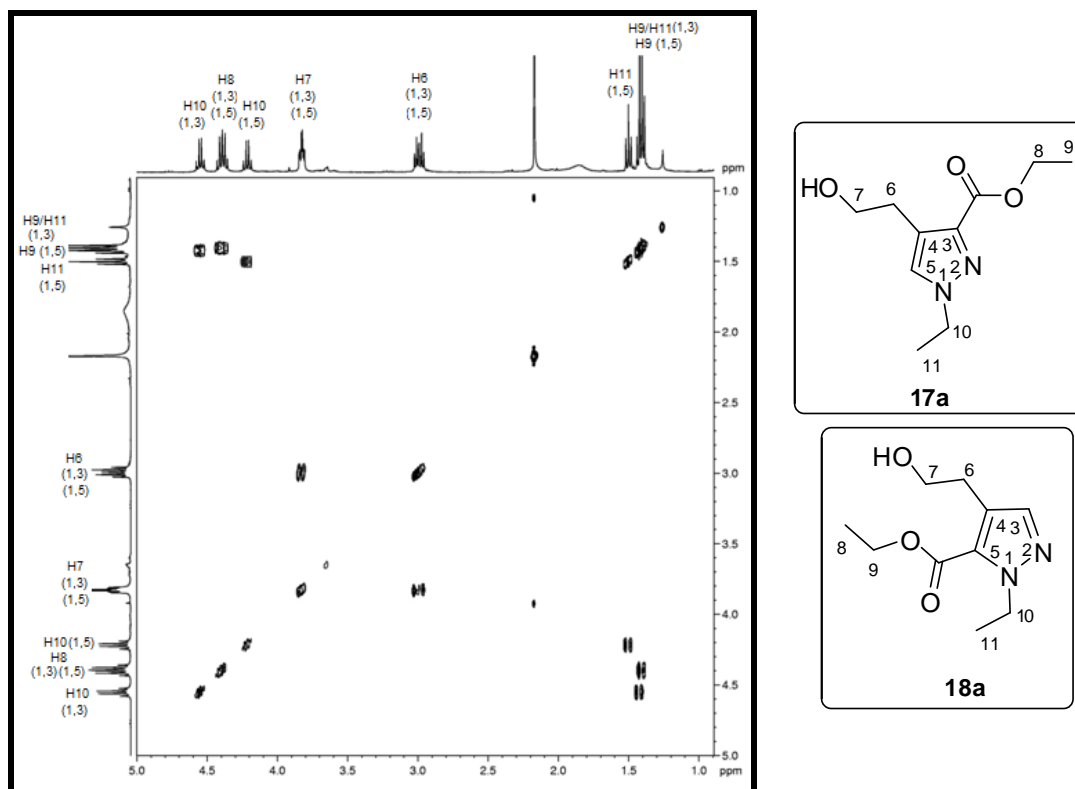 H9/H11(1,3)
H9 (1,5)
H8
(1,3)
(1,5)
H7
(1,3)
(1,5)
H6
(1,3)
(1,5)
H11
(1,5)
H10
(1,3)
H10
(1,5)
ppm
H9/H11
(1,3)
H9 (1,5)
H11
(1,5)
H6
(1,3)
(1,5)
H7
(1,3)
(1,5)
H10(1,5)
H8
(1,3)(1,5)
H10
(1,3)
1.0
1.5
2.0
2.5
3.0
3.5
4.0
4.5
5.0
5.0 4.5 4.0 3.5 3.0 2.5 2.0 1.5 1.0 ppm
HO 7 6 O O 8 9
4 3
5 1 2 N
N
10
11
17a
HO 7 6
8 O 9 4 3
5 1 2 N
O N
10
11
18a